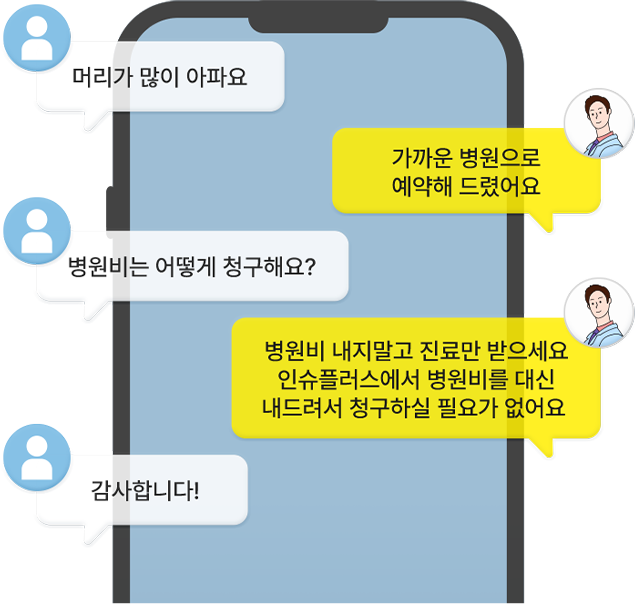 머리가 많이 아파요
가까운 병원으로
예약해 드렸어요
병원비는 어떻게 청구해요?
병원비 내지말고 진료만 받으세요
인슈플러스에서 병원비를 대신
내드려서 청구하실 필요가 없어요
감사합니다!